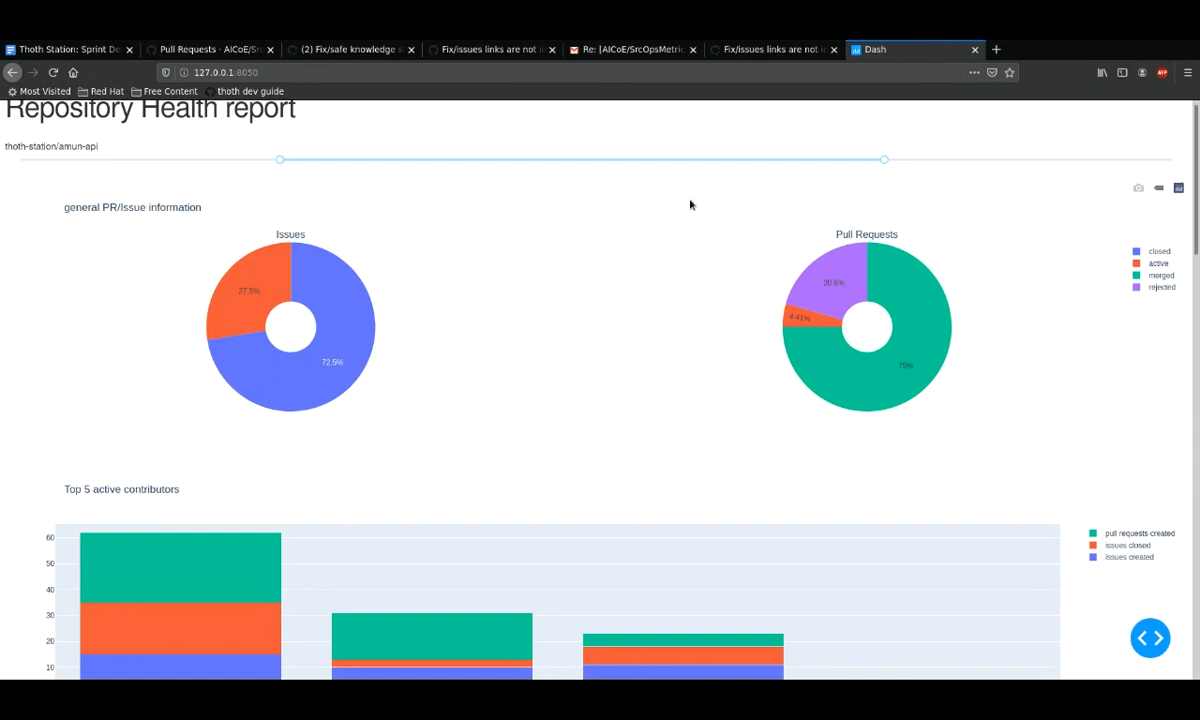 Thoth Station: Sprint De
Pull Requests · AICoE/Sr
(2) Fix/safe knowledge s
Fix/issues links are not i
Re: [AICoE/SrcOpsMetric
Fix/issues links are not i
Dash
127.0.0.1:8050
Most Visited
Red Hat
Free Content
thoth dev guide
ABP
Repository Health report
thoth-station/amun-api
general PR/Issue information
Issues
Pull Requests
27.5%
72.5%
20.6%
4.41%
75%
closed
active
merged
rejected
Top 5 active contributors
60
50
40
30
20
10
pull requests created
issues closed
issues created